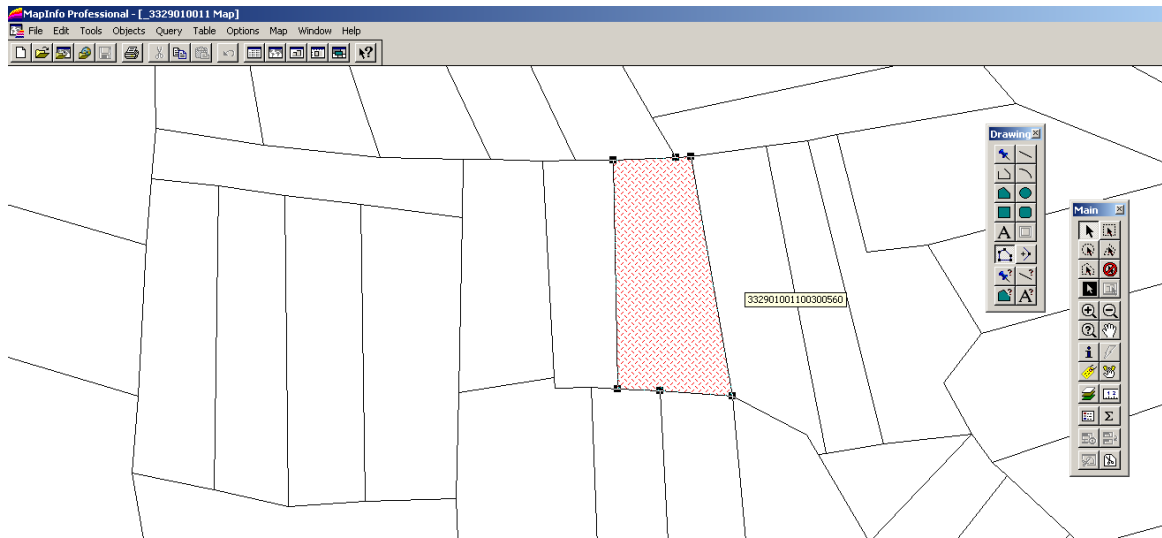 MapInfo Professional - [_3329010011 Map]
File Edit Tools Objects Query Table Options Map Window Help
Drawing
A
A?
Main
332901001100300560
i
Σ